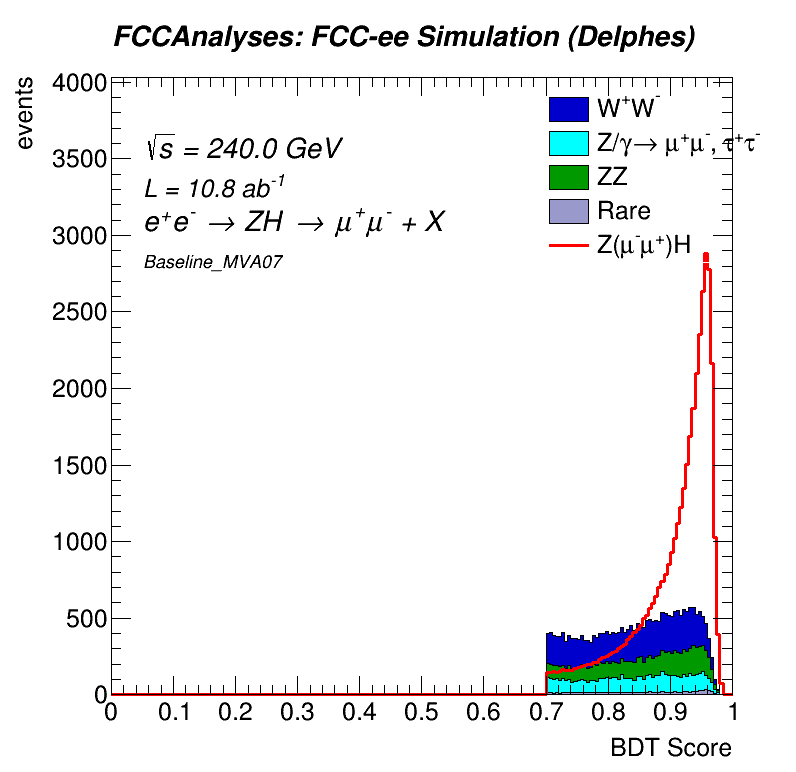 FCCAnalyses: FCC-ee Simulation (Delphes)
events
4000
3500
3000
2500
2000
1500
1000
500
0
√s = 240.0 GeV
L = 10.8 ab⁻¹
e⁺e⁻ → ZH → μ⁺μ⁻ + X
Baseline_MVA07
W⁺W⁻
Z/γ→ μ⁺μ⁻, τ⁺τ⁻
ZZ
Rare
Z(μ⁻μ⁺)H
0 0.1 0.2 0.3 0.4 0.5 0.6 0.7 0.8 0.9 1
BDT Score